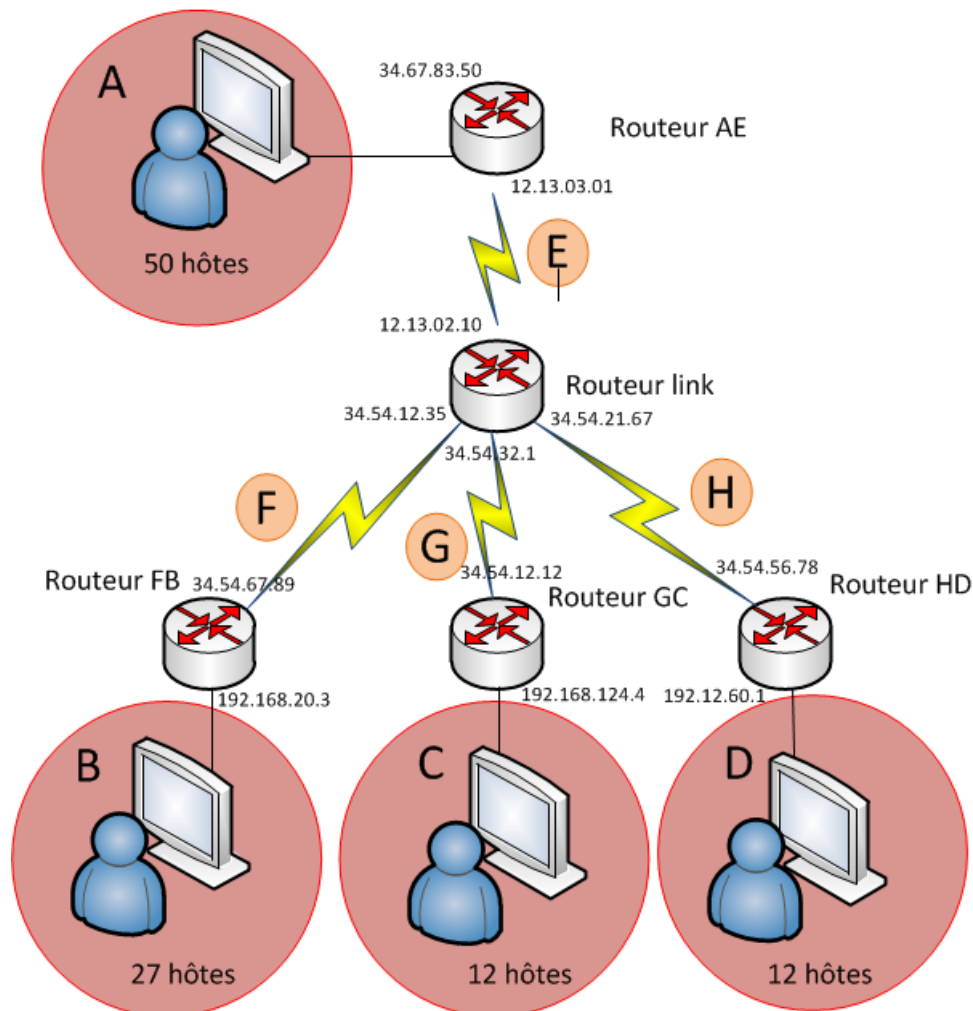 A
34.67.83.50
Routeur AE
12.13.03.01
50 hôtes
E
12.13.02.10
Routeur link
34.54.12.35
34.54.21.67
34.54.32.1
F
H
G
34.54.12.12
34.54.56.78
Routeur FB
34.54.67.89
Routeur GC
Routeur HD
192.168.20.3
192.168.124.4
192.12.60.1
B
C
D
27 hôtes
12 hôtes
12 hôtes